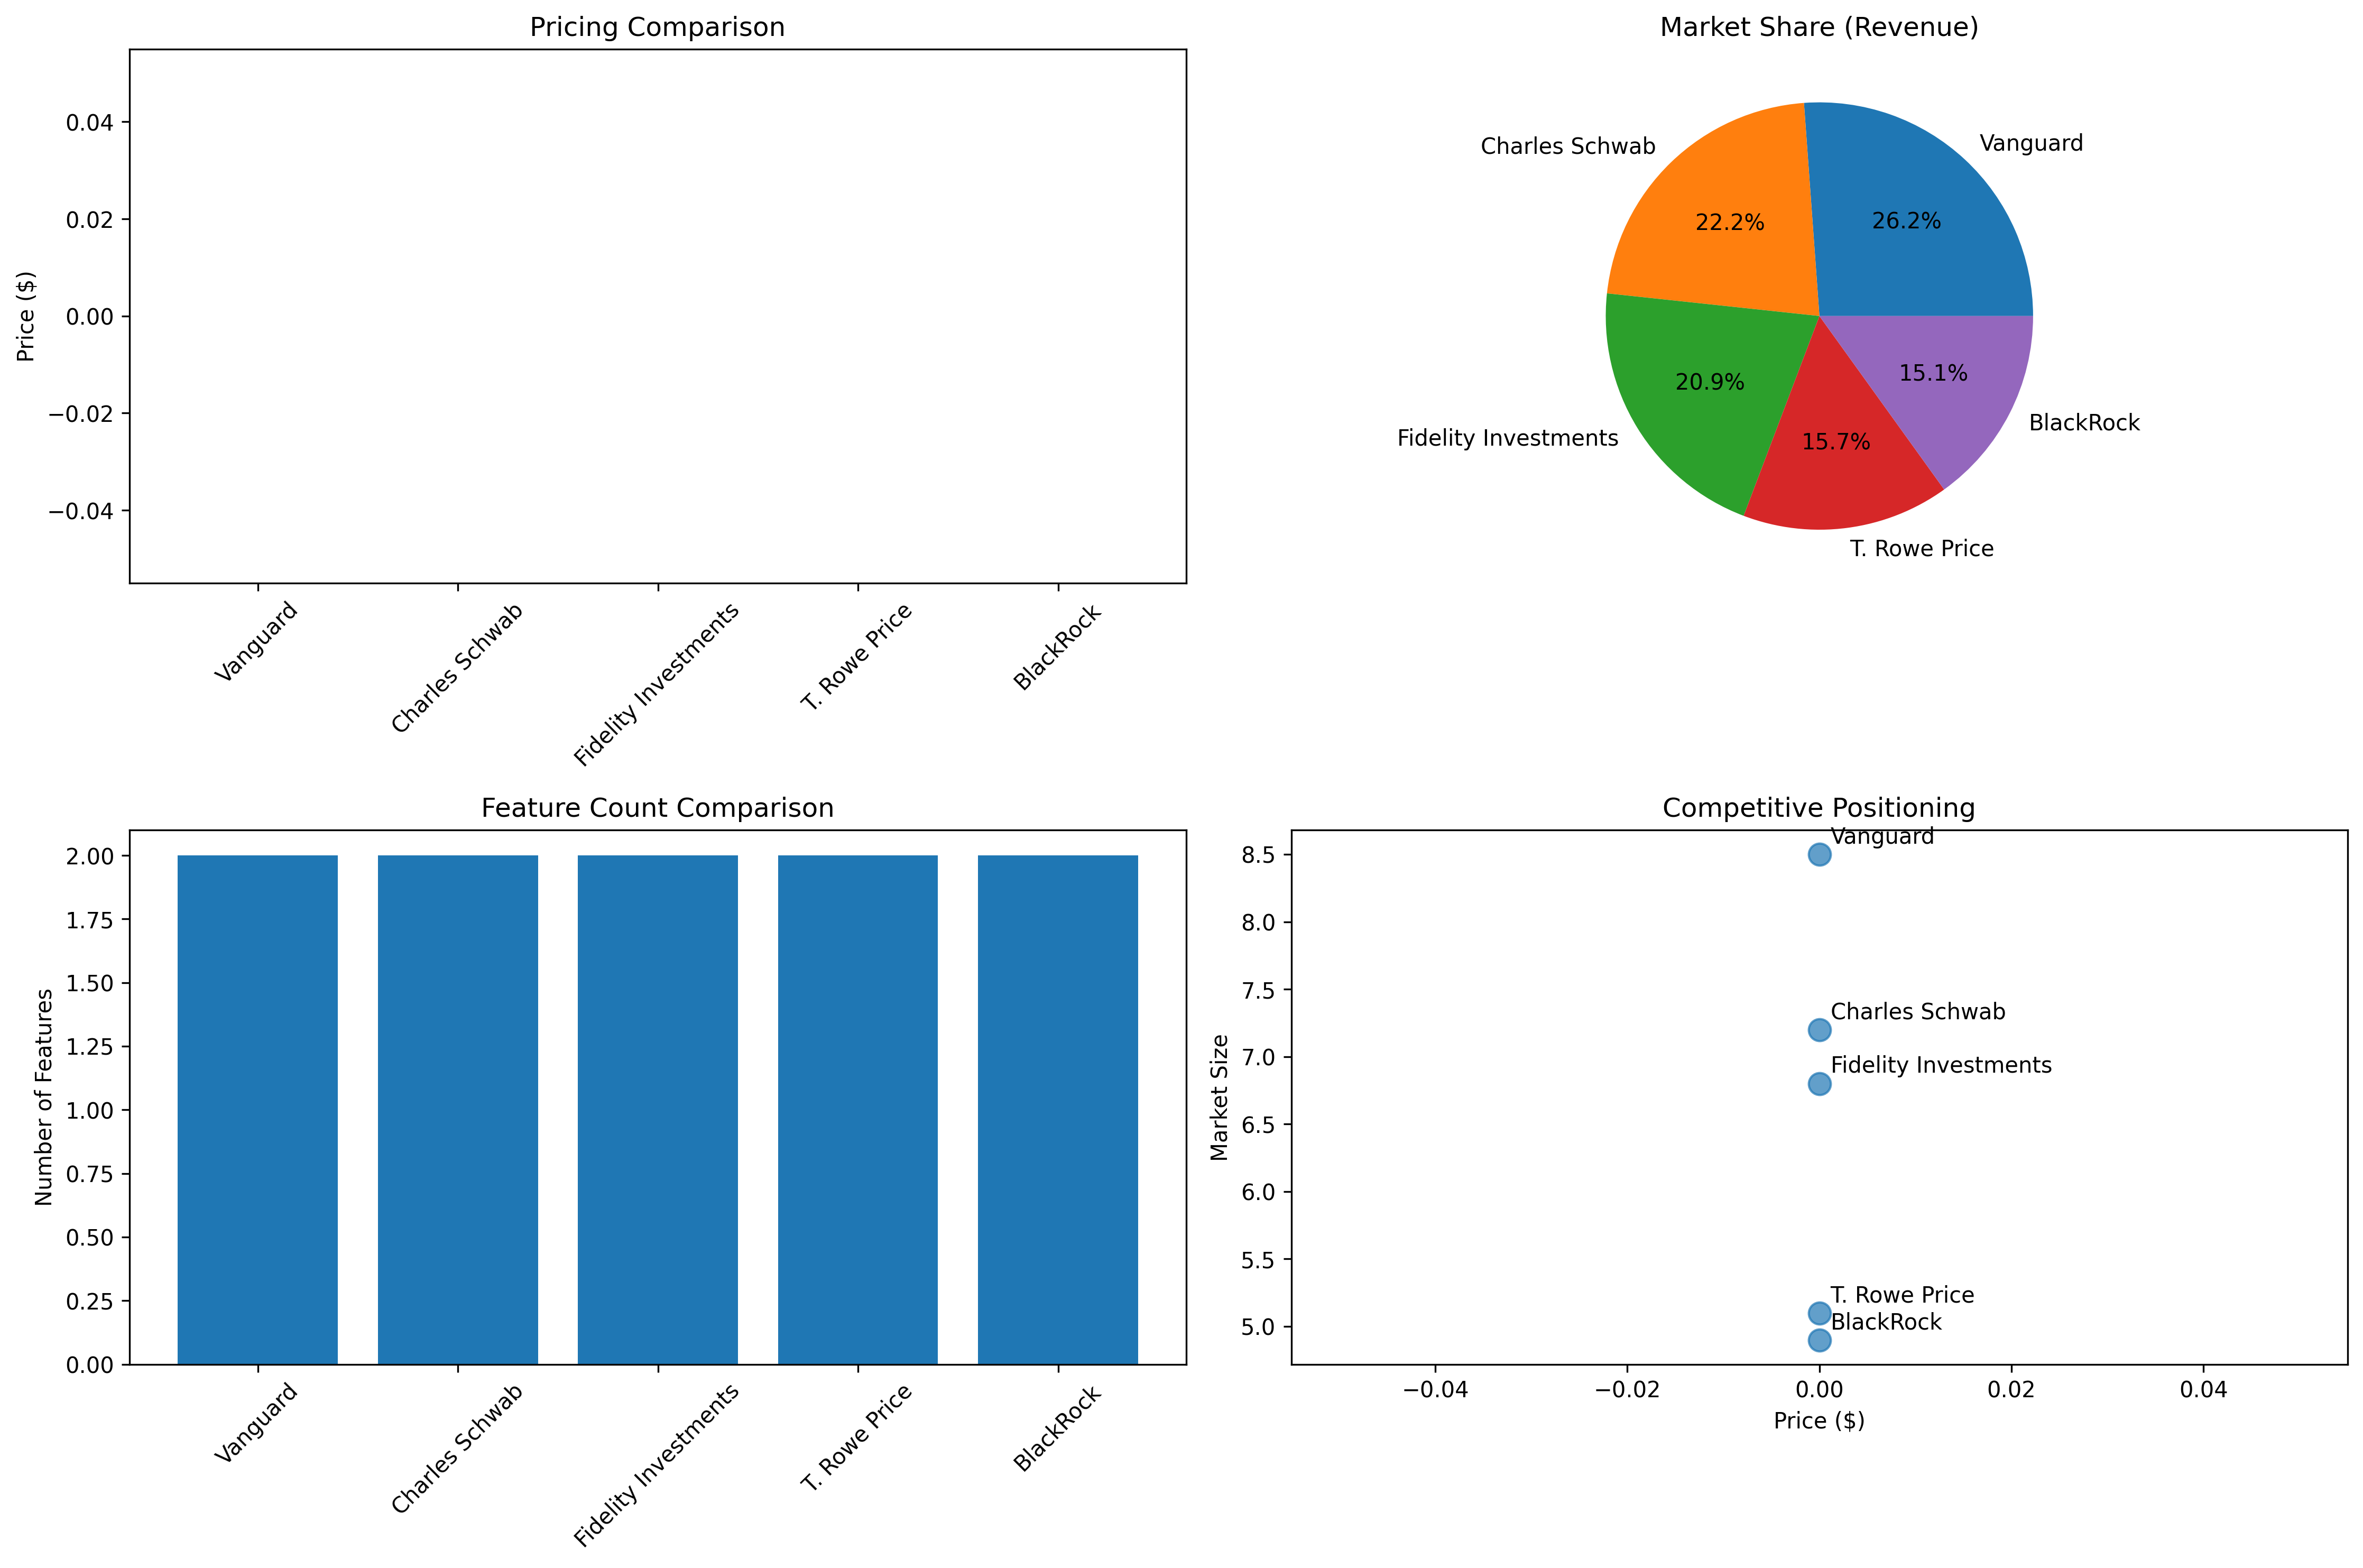 Pricing Comparison
Price ($)
0.04
0.02
0.00
−0.02
−0.04
Vanguard
Charles Schwab
Fidelity Investments
T. Rowe Price
BlackRock
Market Share (Revenue)
Vanguard
26.2%
Charles Schwab
22.2%
Fidelity Investments
20.9%
T. Rowe Price
15.7%
BlackRock
15.1%
Feature Count Comparison
Number of Features
2.00
1.75
1.50
1.25
1.00
0.75
0.50
0.25
0.00
Vanguard
Charles Schwab
Fidelity Investments
T. Rowe Price
BlackRock
Competitive Positioning
Market Size
8.5
8.0
7.5
7.0
6.5
6.0
5.5
5.0
Vanguard
Charles Schwab
Fidelity Investments
T. Rowe Price
BlackRock
−0.04
−0.02
0.00
0.02
0.04
Price ($)